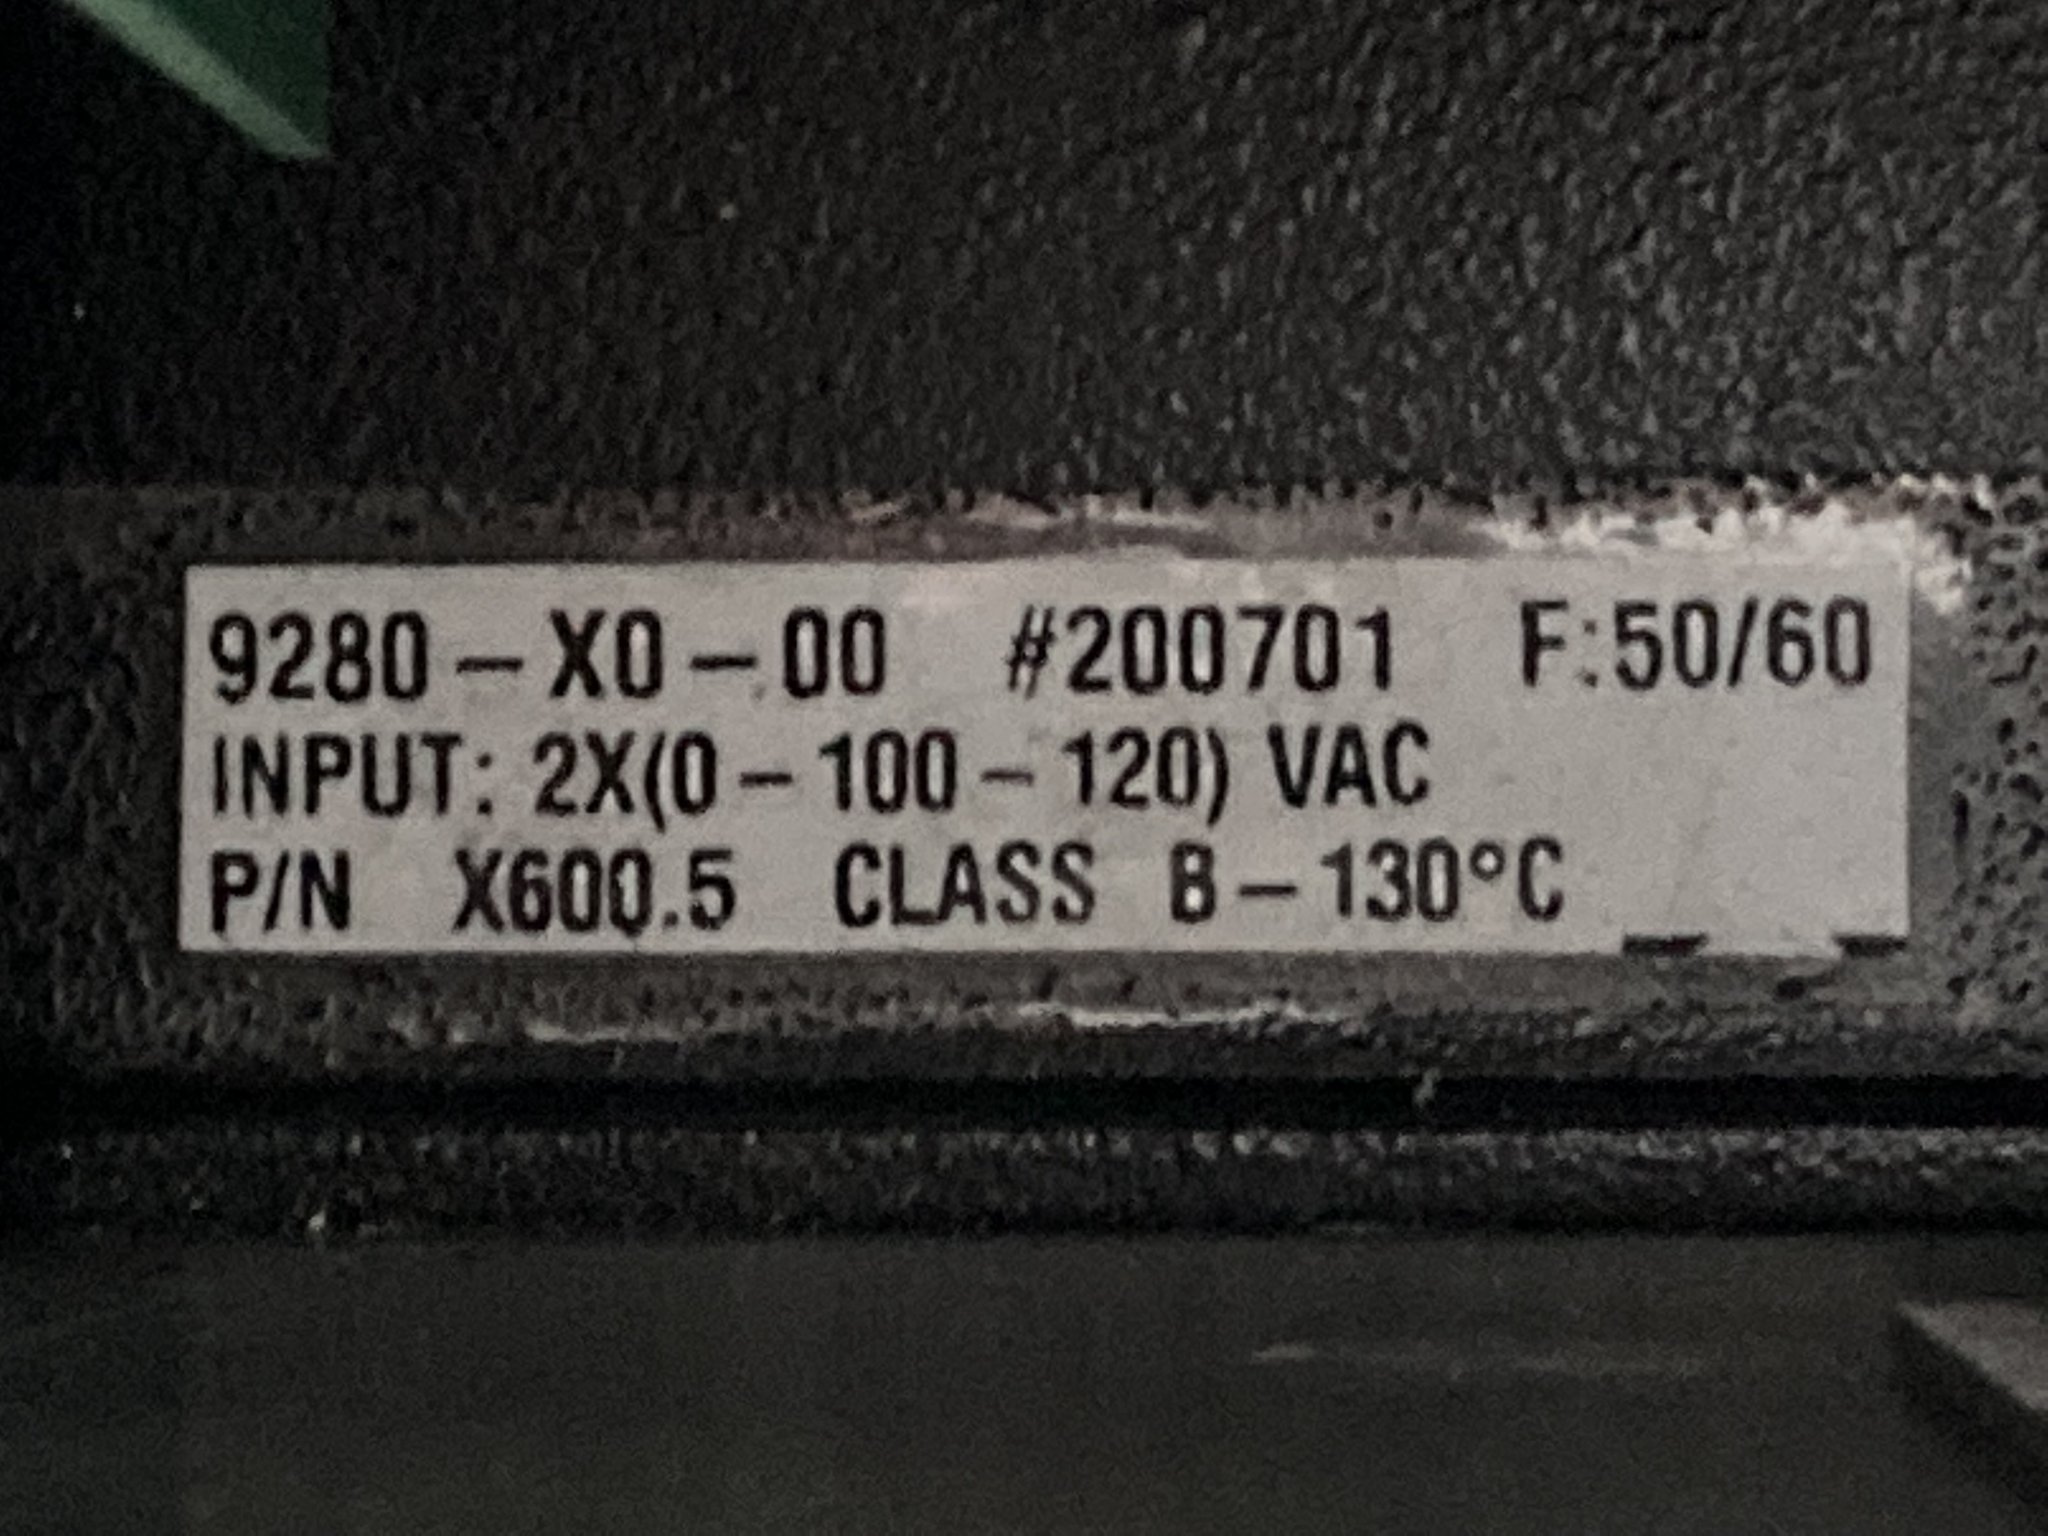 9280-X0-00 #200701 F:50/60
INPUT: 2X(0-100-120) VAC
P/N X600.5 CLASS B-130°C